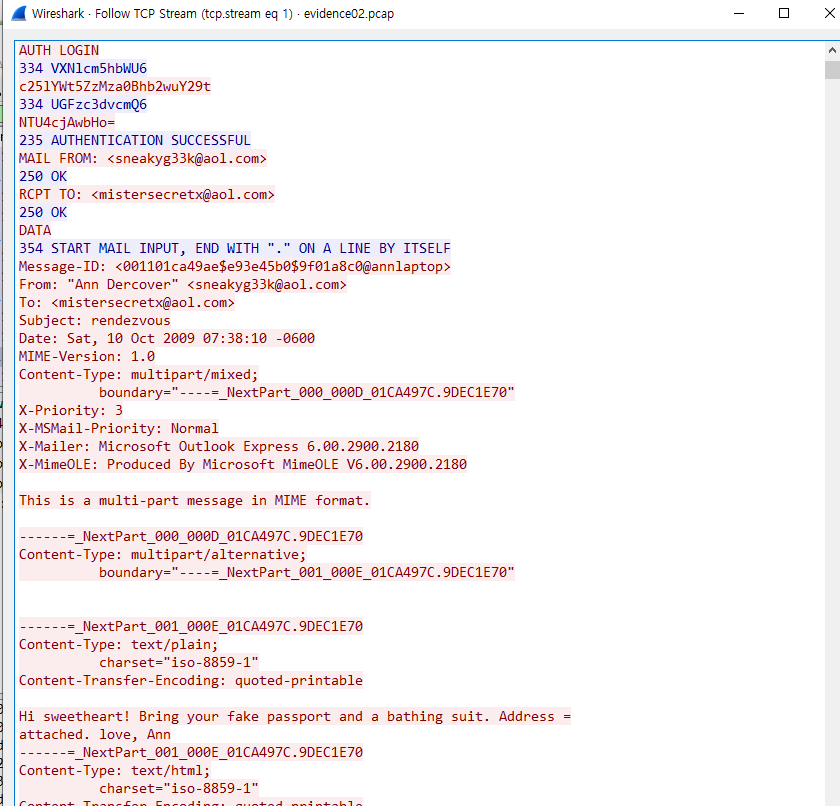 Wireshark · Follow TCP Stream (tcp.stream eq 1) · evidence02.pcap
AUTH LOGIN
334 VXNlcm5hbWU6
c25lYWt5ZzMza0Bhb2wuY29t
334 UGFzc3dvcmQ6
NTU4cjAwbHo=
235 AUTHENTICATION SUCCESSFUL
MAIL FROM: <sneakyg33k@aol.com>
250 OK
RCPT TO: <mistersecretx@aol.com>
250 OK
DATA
354 START MAIL INPUT, END WITH "." ON A LINE BY ITSELF
Message-ID: <001101ca49ae$e93e45b0$9f01a8c0@annlaptop>
From: "Ann Dercover" <sneakyg33k@aol.com>
To: <mistersecretx@aol.com>
Subject: rendezvous
Date: Sat, 10 Oct 2009 07:38:10 -0600
MIME-Version: 1.0
Content-Type: multipart/mixed;
boundary="----=_NextPart_000_000D_01CA497C.9DEC1E70"
X-Priority: 3
X-MSMail-Priority: Normal
X-Mailer: Microsoft Outlook Express 6.00.2900.2180
X-MimeOLE: Produced By Microsoft MimeOLE V6.00.2900.2180
This is a multi-part message in MIME format.
------=_NextPart_000_000D_01CA497C.9DEC1E70
Content-Type: multipart/alternative;
boundary="----=_NextPart_001_000E_01CA497C.9DEC1E70"
------=_NextPart_001_000E_01CA497C.9DEC1E70
Content-Type: text/plain;
charset="iso-8859-1"
Content-Transfer-Encoding: quoted-printable
Hi sweetheart! Bring your fake passport and a bathing suit. Address =
attached. love, Ann
------=_NextPart_001_000E_01CA497C.9DEC1E70
Content-Type: text/html;
charset="iso-8859-1"
Content-Transfer-Encoding: quoted-printable